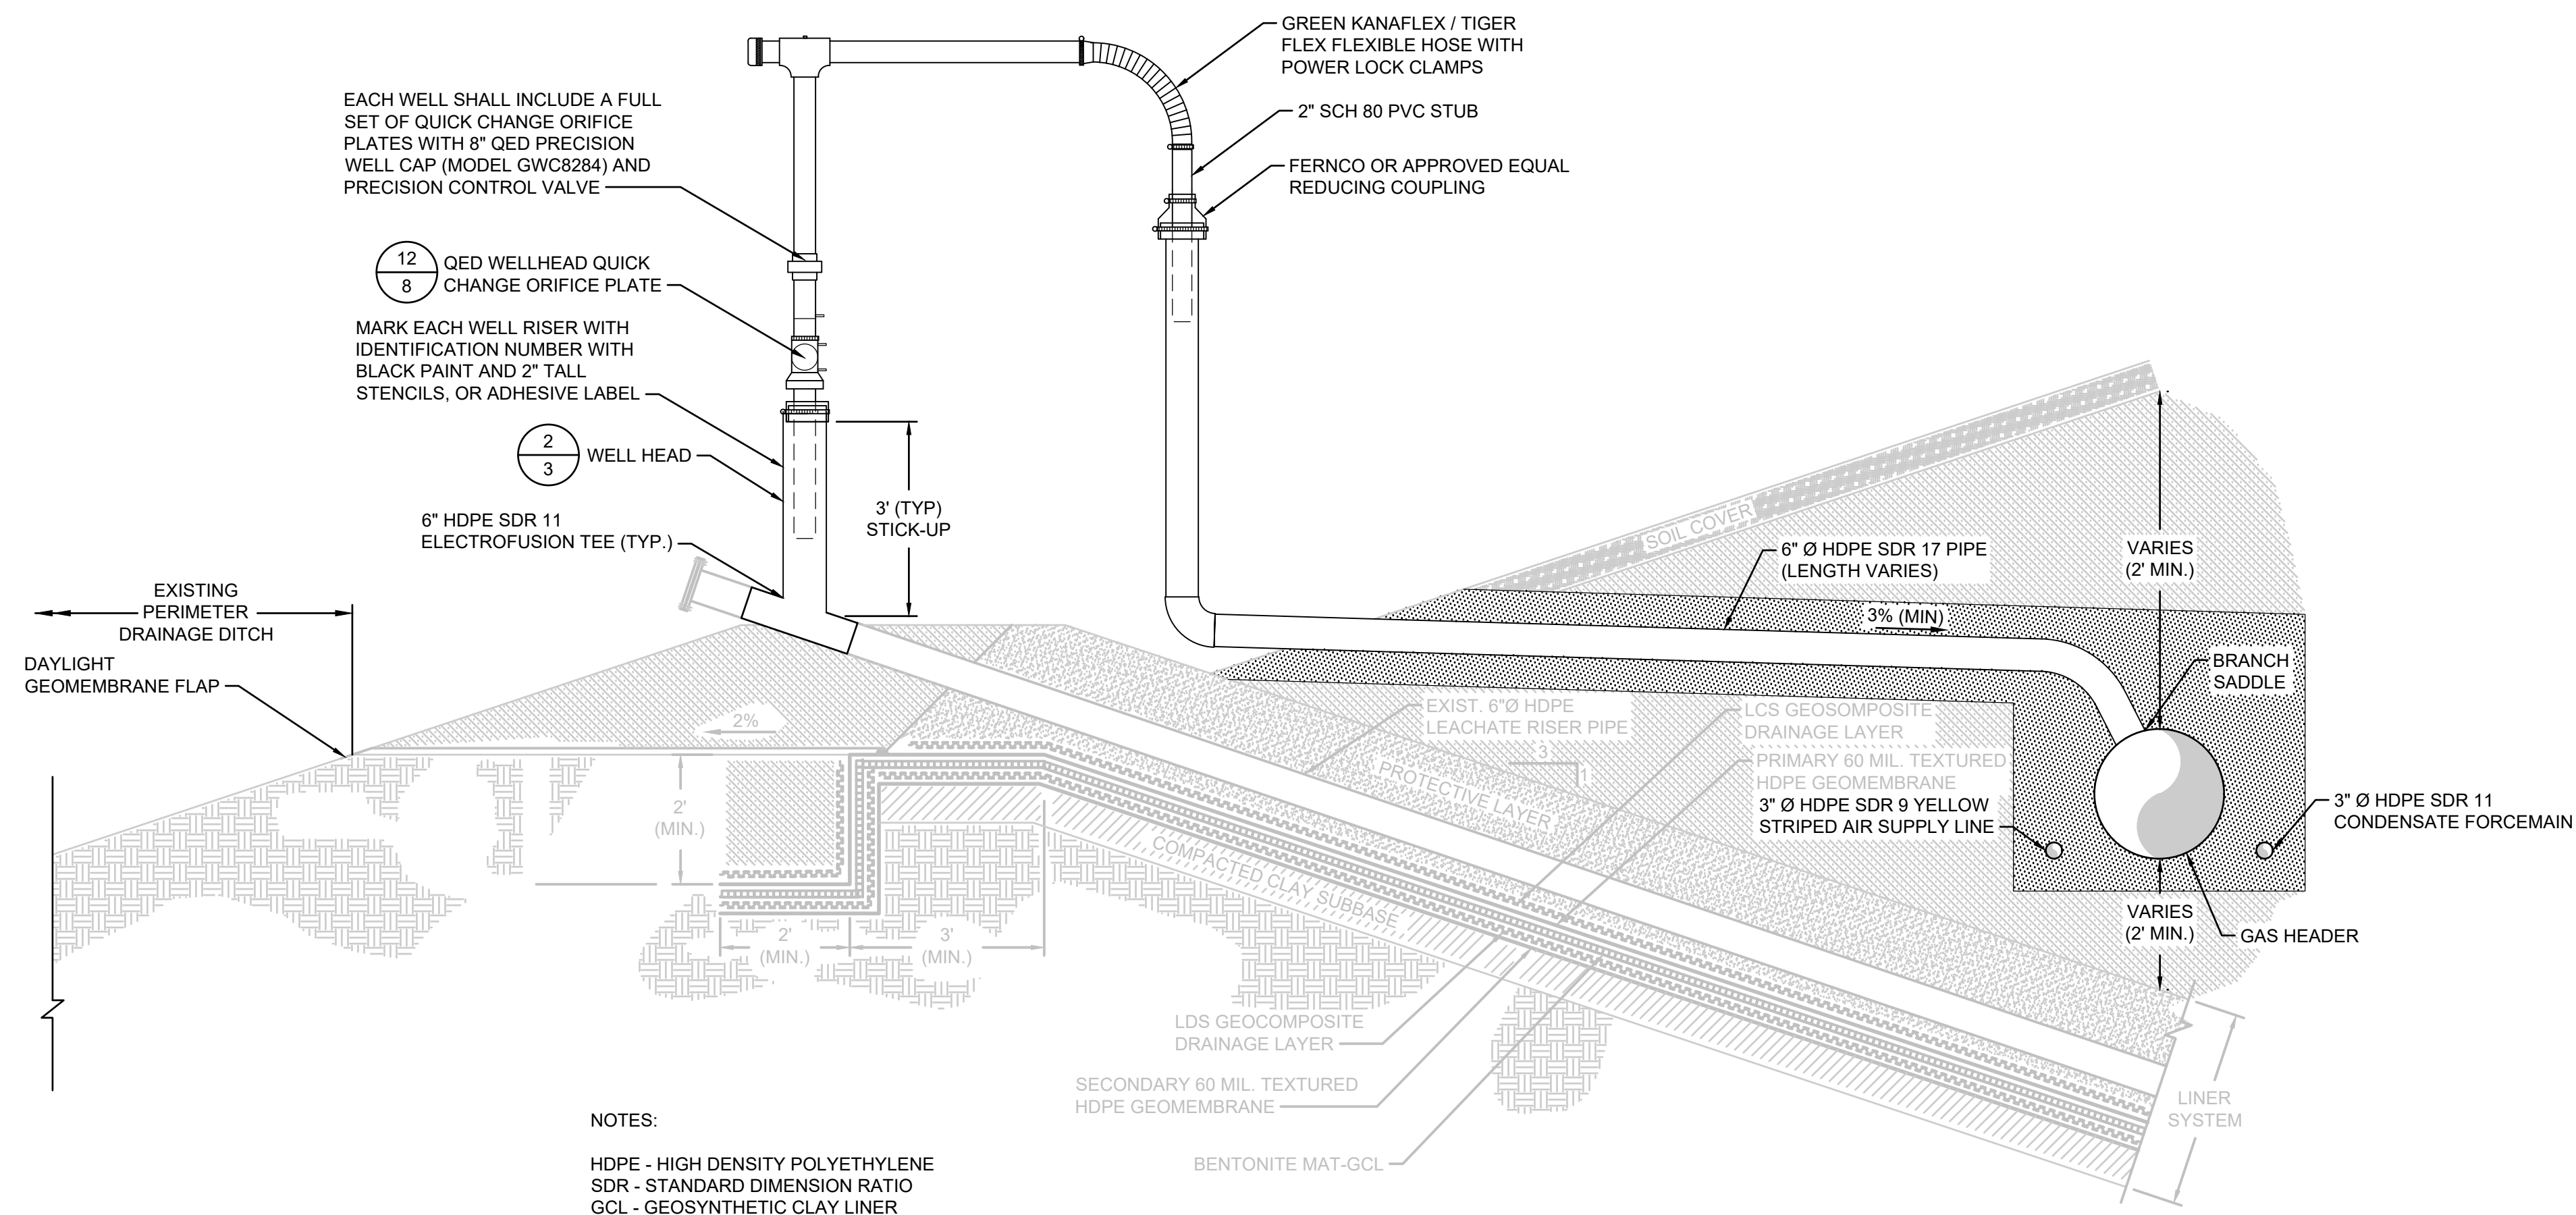 GREEN KANAFLEX / TIGER
FLEX FLEXIBLE HOSE WITH
POWER LOCK CLAMPS
2" SCH 80 PVC STUB
FERNCO OR APPROVED EQUAL
REDUCING COUPLING
EACH WELL SHALL INCLUDE A FULL
SET OF QUICK CHANGE ORIFICE
PLATES WITH 8" QED PRECISION
WELL CAP (MODEL GWC8284) AND
PRECISION CONTROL VALVE
12
8
QED WELLHEAD QUICK
CHANGE ORIFICE PLATE
MARK EACH WELL RISER WITH
IDENTIFICATION NUMBER WITH
BLACK PAINT AND 2" TALL
STENCILS, OR ADHESIVE LABEL
2
3
WELL HEAD
6" HDPE SDR 11
ELECTROFUSION TEE (TYP.)
3' (TYP)
STICK-UP
EXISTING
PERIMETER
DRAINAGE DITCH
DAYLIGHT
GEOMEMBRANE FLAP
SOIL COVER
6" Ø HDPE SDR 17 PIPE
(LENGTH VARIES)
3% (MIN)
VARIES
(2' MIN.)
BRANCH
SADDLE
2%
EXIST. 6"Ø HDPE
LEACHATE RISER PIPE
3
1
LCS GEOSOMPOSITE
DRAINAGE LAYER
PRIMARY 60 MIL. TEXTURED
HDPE GEOMEMBRANE
3" Ø HDPE SDR 9 YELLOW
STRIPED AIR SUPPLY LINE
3" Ø HDPE SDR 11
CONDENSATE FORCEMAIN
PROTECTIVE LAYER
COMPACTED CLAY SUBBASE
2'
(MIN.)
2'
(MIN.)
3'
(MIN.)
VARIES
(2' MIN.)
GAS HEADER
LDS GEOCOMPOSITE
DRAINAGE LAYER
SECONDARY 60 MIL. TEXTURED
HDPE GEOMEMBRANE
BENTONITE MAT-GCL
LINER
SYSTEM
NOTES:
HDPE - HIGH DENSITY POLYETHYLENE
SDR - STANDARD DIMENSION RATIO
GCL - GEOSYNTHETIC CLAY LINER